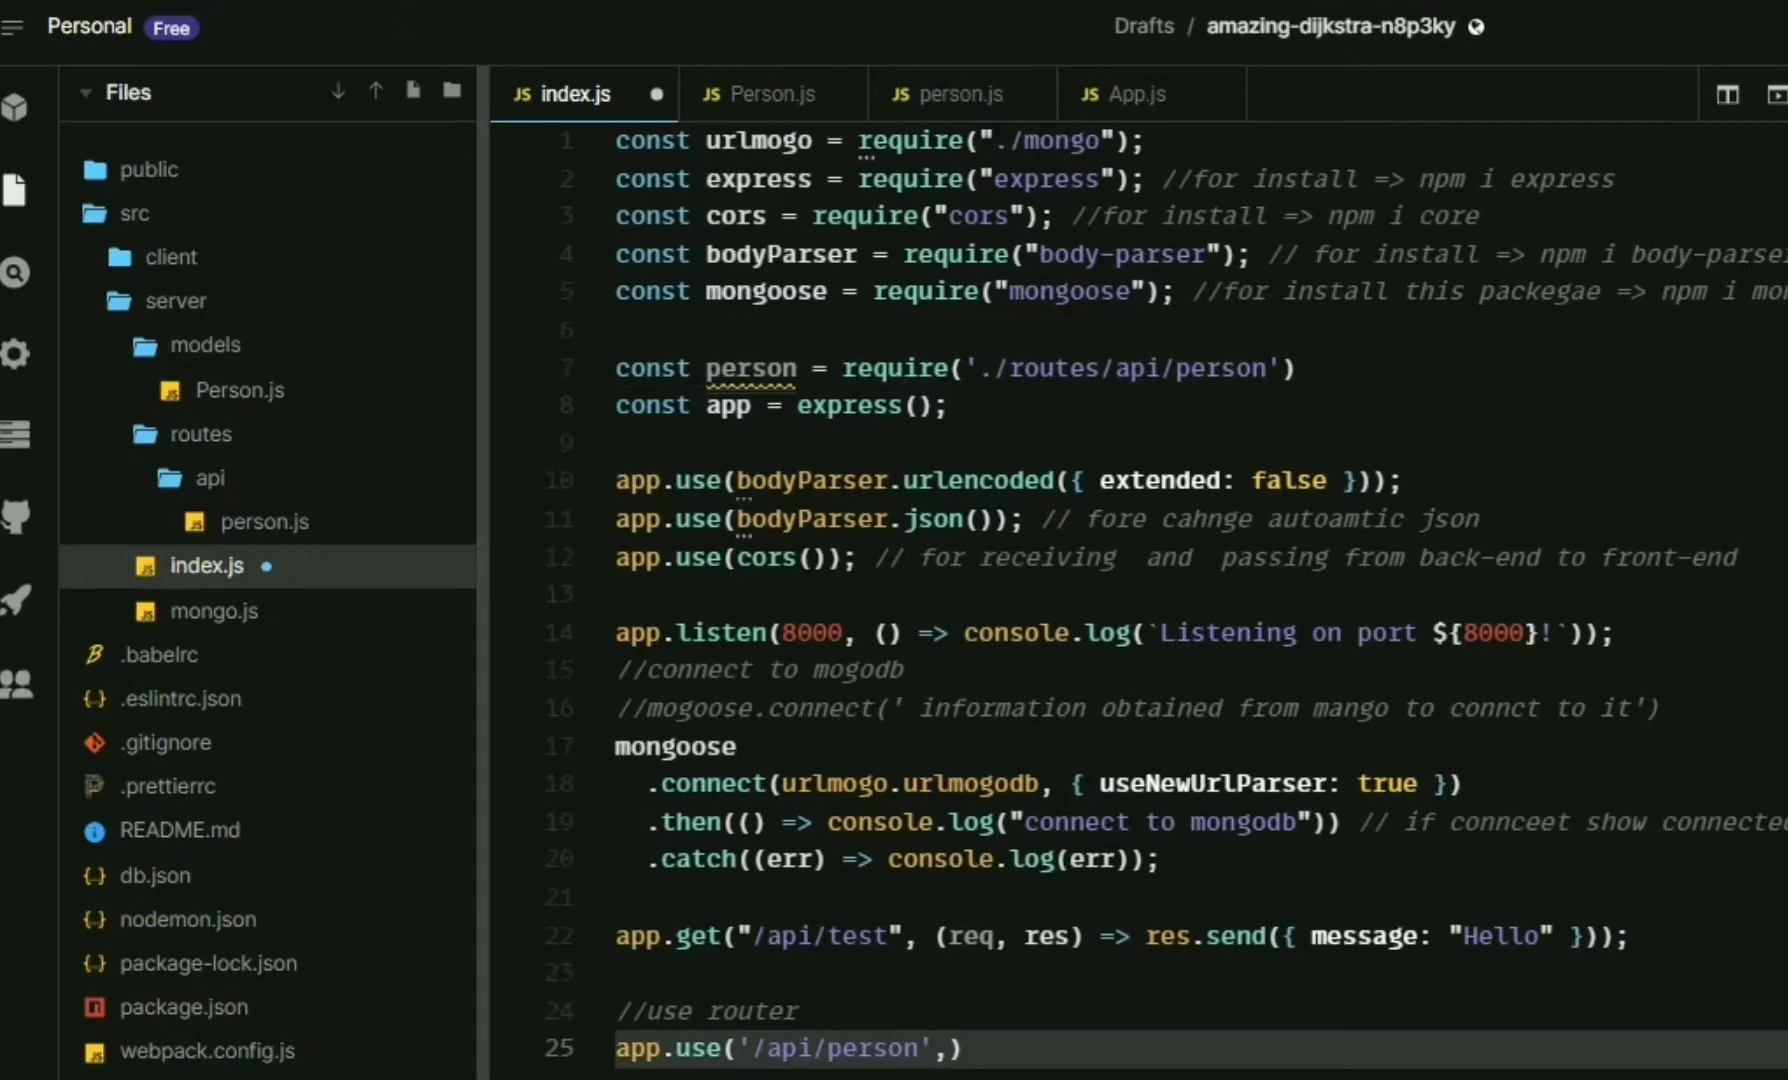 Personal Free
Drafts / amazing-dijkstra-n8p3ky
Files
public
src
client
server
models
Person.js
routes
api
person.js
index.js
mongo.js
.babelrc
.eslintrc.json
.gitignore
.prettierrc
README.md
db.json
nodemon.json
package-lock.json
package.json
webpack.config.js
JS index.js JS Person.js JS person.js JS App.js
1 const urlmogo = require("./mongo");
2 const express = require("express"); //for install => npm i express
3 const cors = require("cors"); //for install => npm i core
4 const bodyParser = require("body-parser"); // for install => npm i body-parse
5 const mongoose = require("mongoose"); //for install this packegae => npm i mo
6
7 const person = require('./routes/api/person')
8 const app = express();
9
10 app.use(bodyParser.urlencoded({ extended: false }));
11 app.use(bodyParser.json()); // fore cahnge autoamtic json
12 app.use(cors()); // for receiving  and  passing from back-end to front-end
13
14 app.listen(8000, () => console.log(`Listening on port ${8000}!`));
15 //connect to mogodb
16 //mogoose.connect(' information obtained from mango to connct to it')
17 mongoose
18   .connect(urlmogo.urlmogodb, { useNewUrlParser: true })
19   .then(() => console.log("connect to mongodb")) // if connceet show connected
20   .catch((err) => console.log(err));
21
22 app.get("/api/test", (req, res) => res.send({ message: "Hello" }));
23
24 //use router
25 app.use('/api/person',)